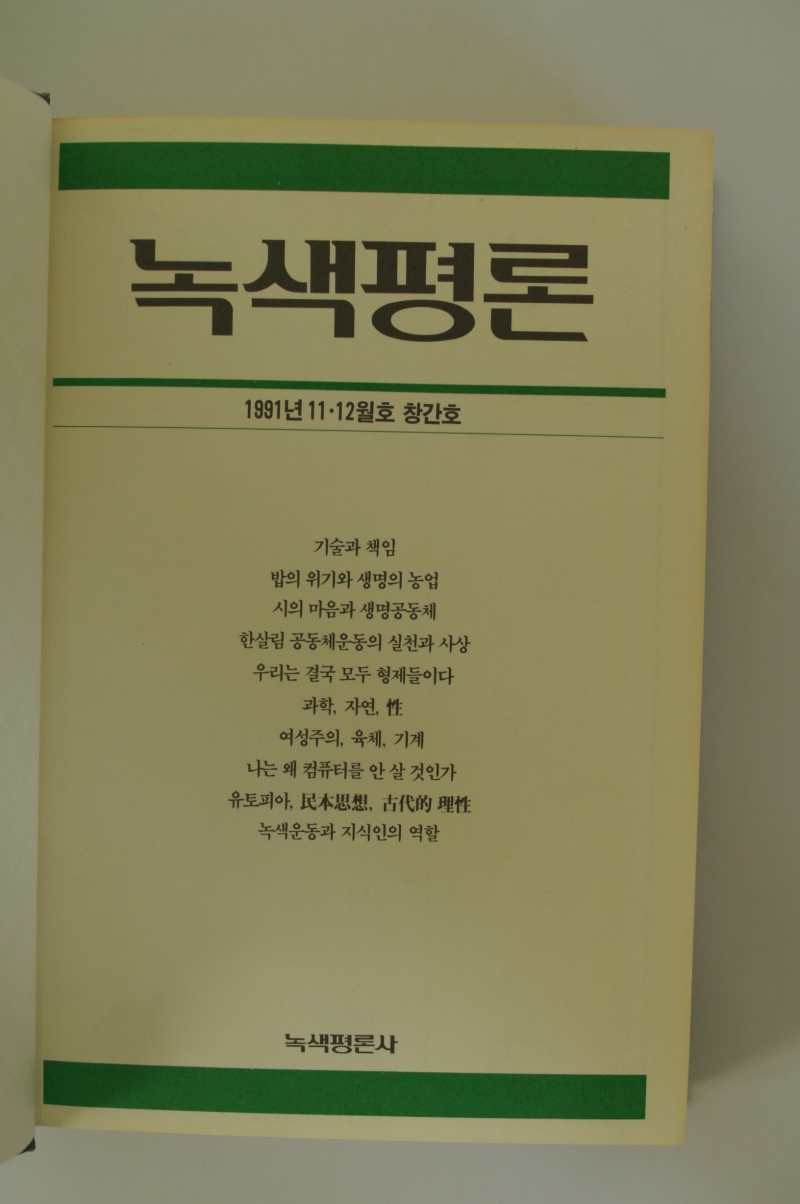 녹색평론
1991년 11·12월호 창간호
기술과 책임
밥의 위기와 생명의 농업
시의 마음과 생명공동체
한살림 공동체운동의 실천과 사상
우리는 결국 모두 형제들이다
과학, 자연, 性
여성주의, 육체, 기계
나는 왜 컴퓨터를 안 살 것인가
유토피아, 民本思想, 古代的 理性
녹색운동과 지식인의 역할
녹색평론사